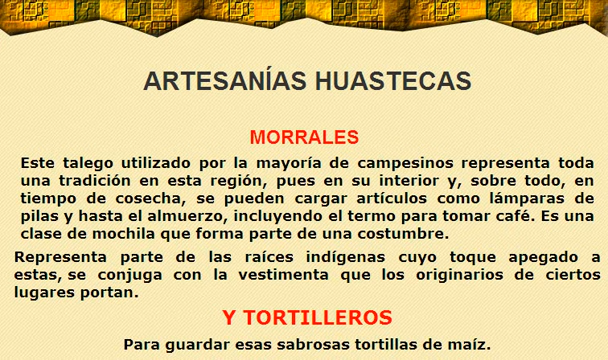 ARTESANÍAS HUASTECAS
MORRALES
Este talego utilizado por la mayoría de campesinos representa toda
una tradición en esta región, pues en su interior y, sobre todo, en
tiempo de cosecha, se pueden cargar artículos como lámparas de
pilas y hasta el almuerzo, incluyendo el termo para tomar café. Es una
clase de mochila que forma parte de una costumbre.
Representa parte de las raíces indígenas cuyo toque apegado a
estas, se conjuga con la vestimenta que los originarios de ciertos
lugares portan.
Y TORTILLEROS
Para guardar esas sabrosas tortillas de maíz.